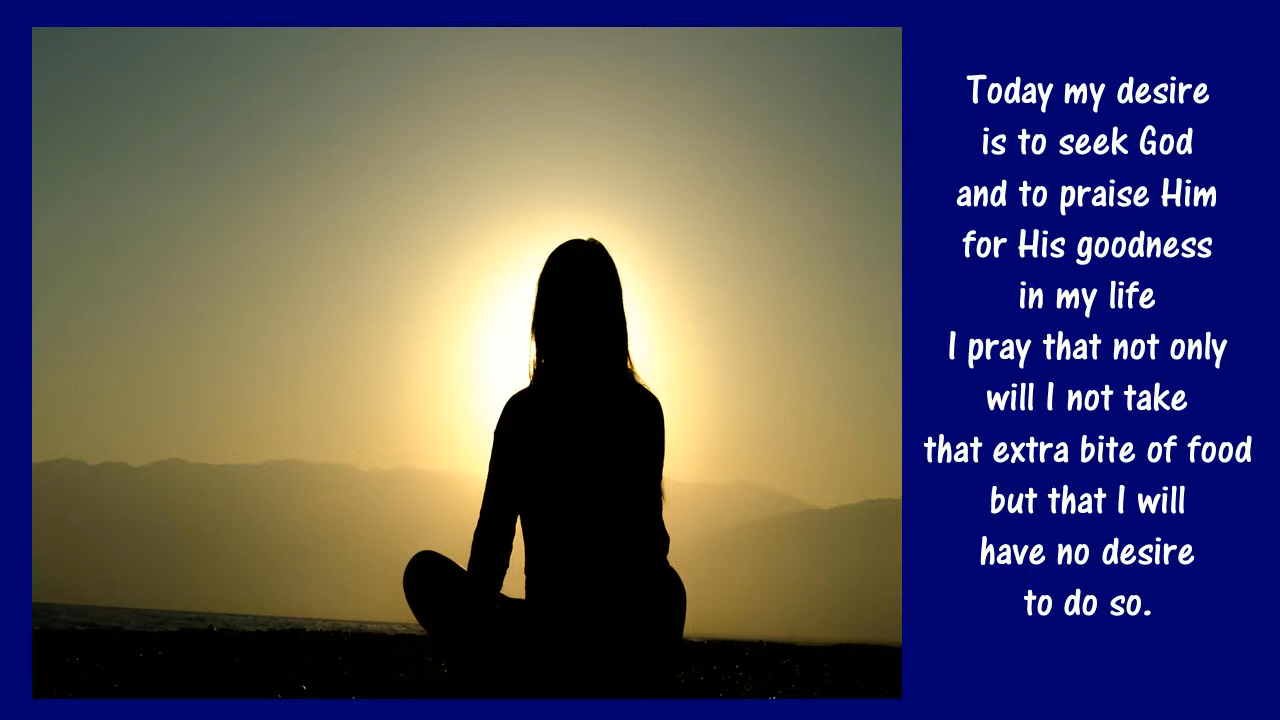 Today my desire
is to seek God
and to praise Him
for His goodness
in my life
I pray that not only
will I not take
that extra bite of food
but that I will
have no desire
to do so.